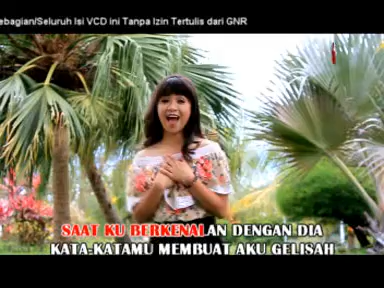 ebagian/Seluruh Isi VCD ini Tanpa Izin Tertulis dari GNR
SAAT KU BERKENALAN DENGAN DIA
KATA-KATAMU MEMBUAT AKU GELISAH